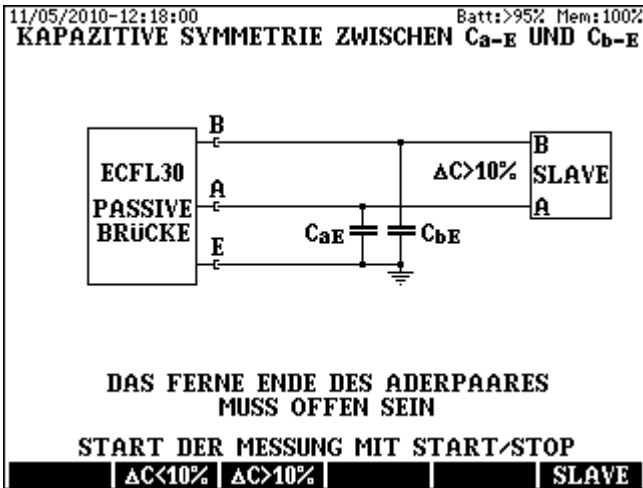 11/05/2010-12:18:00 Batt:>95% Mem:100%
KAPAZITIVE SYMMETRIE ZWISCHEN Ca-E UND Cb-E
B
B
ECFL30
ΔC>10%
SLAVE
A
A
PASSIVE
BRÜCKE
CaE
CbE
E
DAS FERNE ENDE DES ADERPAARES
MUSS OFFEN SEIN
START DER MESSUNG MIT START/STOP
ΔC<10% ΔC>10% SLAVE